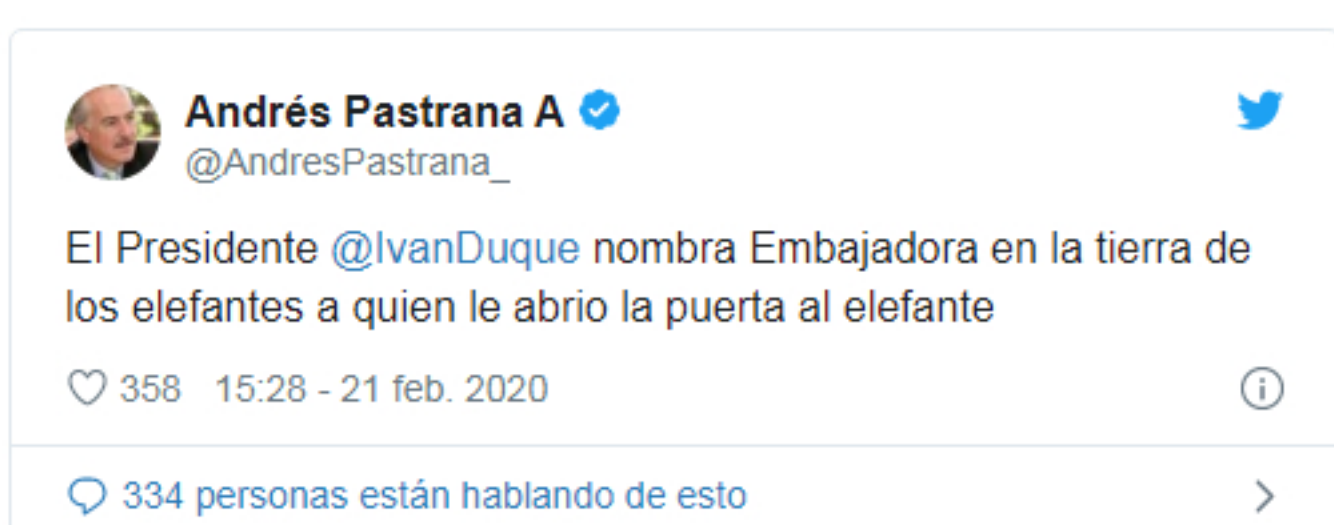 Andrés Pastrana A
@AndresPastrana_
El Presidente @IvanDuque nombra Embajadora en la tierra de
los elefantes a quien le abrio la puerta al elefante
358 15:28 - 21 feb. 2020
334 personas están hablando de esto